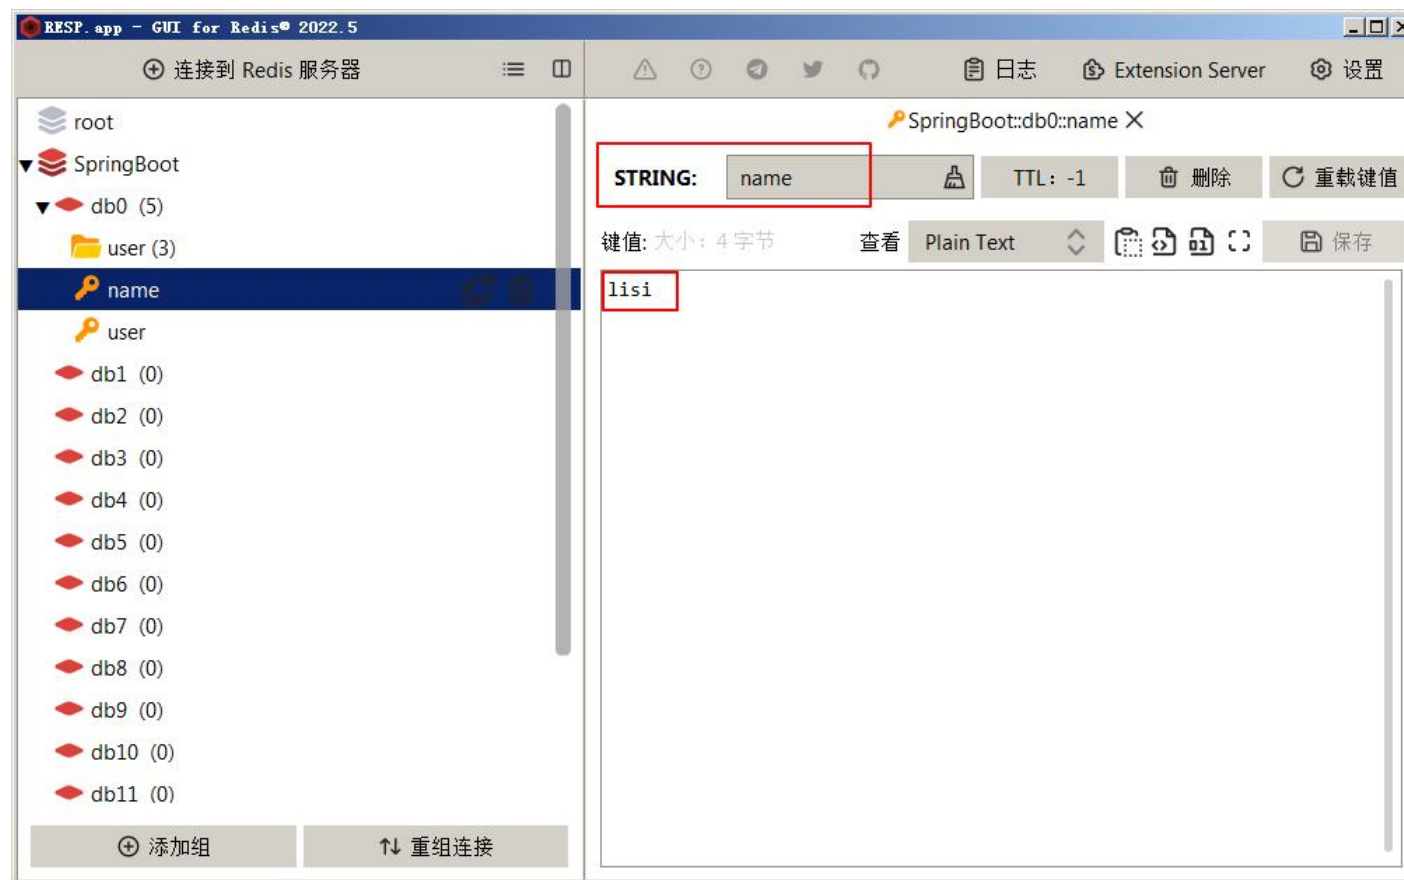 RESP.app - GUI for Redis® 2022.5
连接到 Redis 服务器
日志
Extension Server
设置
root
SpringBoot
db0 (5)
user (3)
name
user
db1 (0)
db2 (0)
db3 (0)
db4 (0)
db5 (0)
db6 (0)
db7 (0)
db8 (0)
db9 (0)
db10 (0)
db11 (0)
添加组
重组连接
SpringBoot::db0::name
STRING: name TTL: -1 删除 重载键值
键值: 大小: 4 字节 查看 Plain Text 保存
lisi